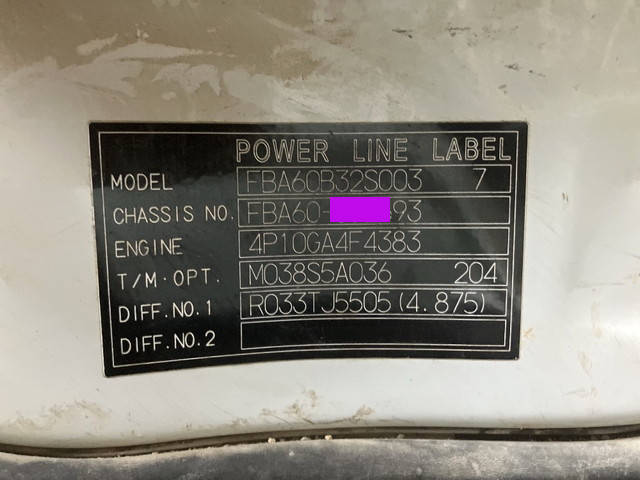 POWER LINE LABEL
MODEL FBA60B32S003 7
CHASSIS NO. FBA60- 93
ENGINE 4P10GA4F4383
T/M·OPT. M038S5A036 204
DIFF.NO.1 R033TJ5505(4.875)
DIFF.NO.2